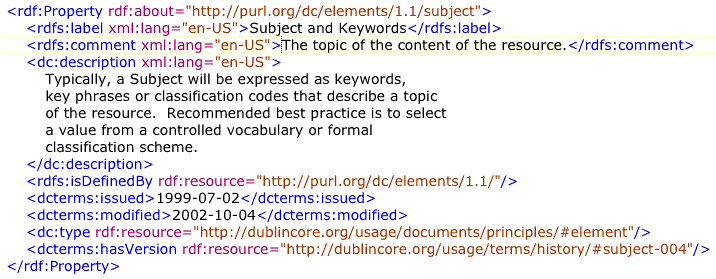 <rdf:Property rdf:about="http://purl.org/dc/elements/1.1/subject">
<rdfs:label xml:lang="en-US">Subject and Keywords</rdfs:label>
<rdfs:comment xml:lang="en-US">The topic of the content of the resource.</rdfs:comment>
<dc:description xml:lang="en-US">
Typically, a Subject will be expressed as keywords,
key phrases or classification codes that describe a topic
of the resource.  Recommended best practice is to select
a value from a controlled vocabulary or formal
classification scheme.
</dc:description>
<rdfs:isDefinedBy rdf:resource="http://purl.org/dc/elements/1.1/"/>
<dcterms:issued>1999-07-02</dcterms:issued>
<dcterms:modified>2002-10-04</dcterms:modified>
<dc:type rdf:resource="http://dublincore.org/usage/documents/principles/#element"/>
<dcterms:hasVersion rdf:resource="http://dublincore.org/usage/terms/history/#subject-004"/>
</rdf:Property>